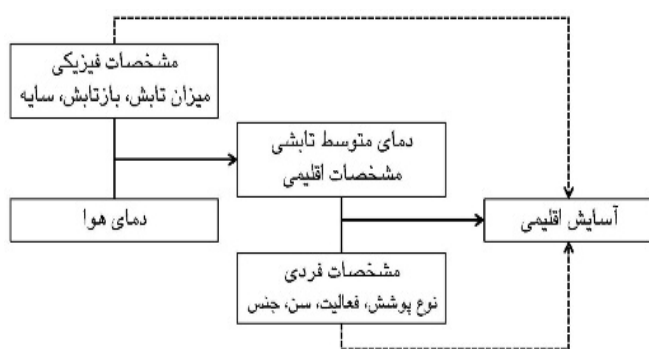 مشخصات فیزیکی
میزان تابش، بازتابش، سایه
دمای متوسط تابشی
مشخصات اقلیمی
دمای هوا
آسایش اقلیمی
مشخصات فردی
نوع پوشش، فعالیت، سن، جنس